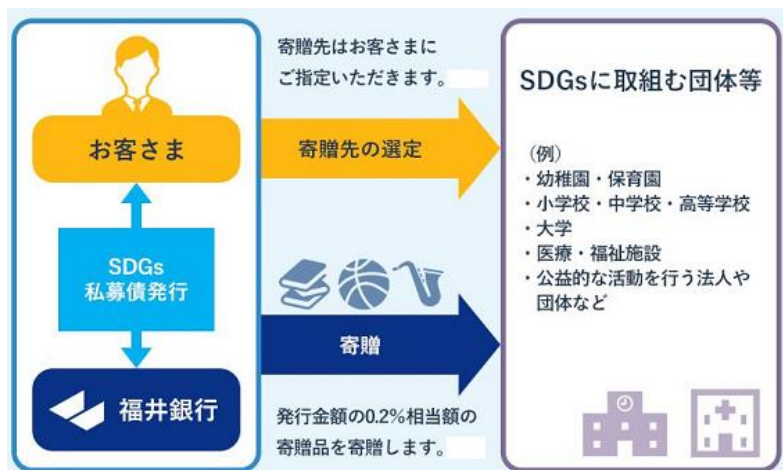 お客さま
SDGs
私募債発行
福井銀行
寄贈先はお客さまに
ご指定いただきます。
寄贈先の選定
寄贈
発行金額の0.2%相当額の
寄贈品を寄贈します。
SDGsに取組む団体等
（例）
・幼稚園・保育園
・小学校・中学校・高等学校
・大学
・医療・福祉施設
・公益的な活動を行う法人や
団体など